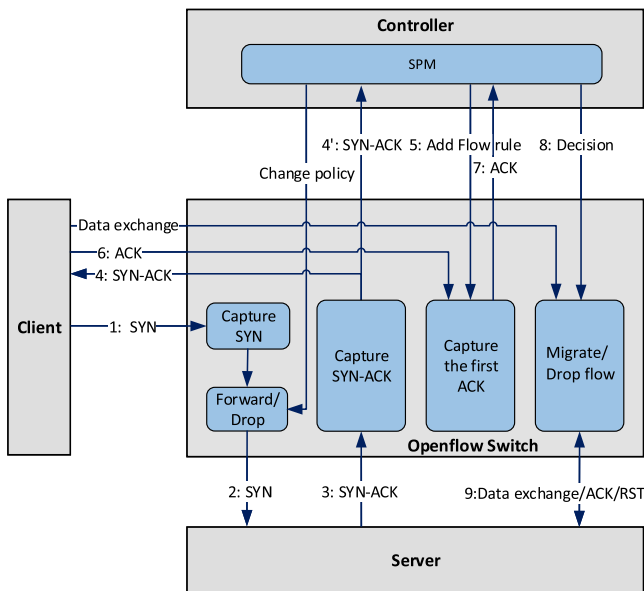 Controller
SPM
4': SYN-ACK
5: Add Flow rule
8: Decision
7: ACK
Change policy
Data exchange
6: ACK
4: SYN-ACK
Client
1: SYN
Capture
SYN
Forward/
Drop
Capture
SYN-ACK
Capture
the first
ACK
Migrate/
Drop flow
Openflow Switch
2: SYN
3: SYN-ACK
9:Data exchange/ACK/RST
Server